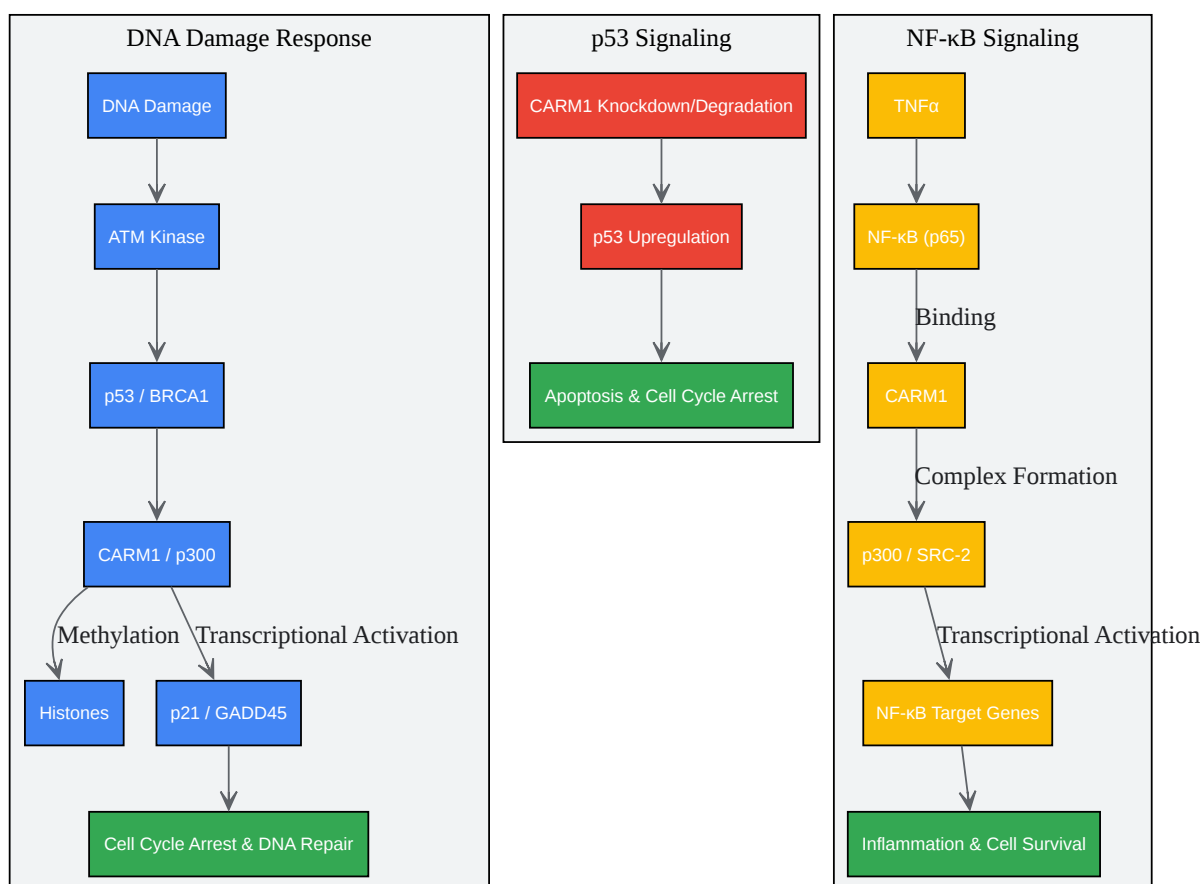 DNA Damage Response
DNA Damage
ATM Kinase
p53 / BRCA1
CARM1 / p300
Methylation
Transcriptional Activation
Histones
p21 / GADD45
Cell Cycle Arrest & DNA Repair
p53 Signaling
CARM1 Knockdown/Degradation
p53 Upregulation
Apoptosis & Cell Cycle Arrest
NF-κB Signaling
TNFα
NF-κB (p65)
Binding
CARM1
Complex Formation
p300 / SRC-2
Transcriptional Activation
NF-κB Target Genes
Inflammation & Cell Survival